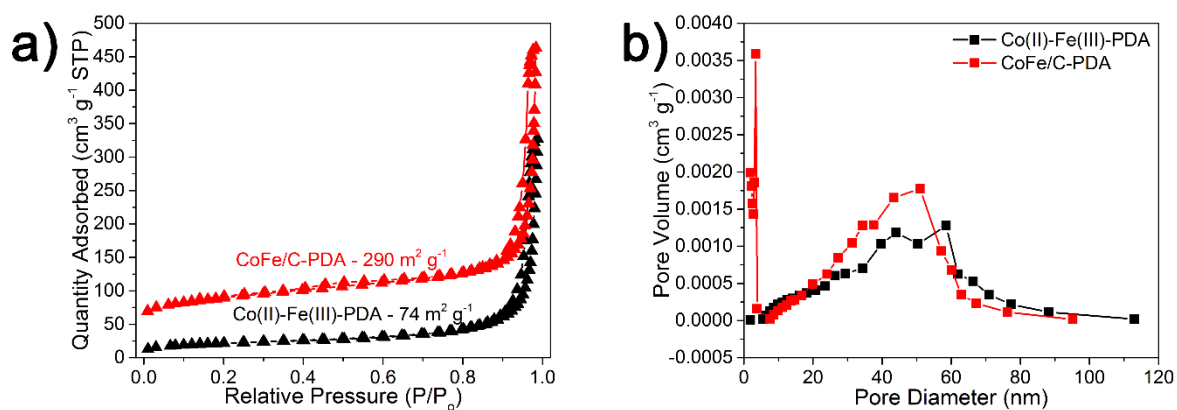 a)
Quantity Adsorbed (cm³ g⁻¹ STP)
500
450
400
350
300
250
200
150
100
50
0
CoFe/C-PDA - 290 m² g⁻¹
Co(II)-Fe(III)-PDA - 74 m² g⁻¹
0.0 0.2 0.4 0.6 0.8 1.0
Relative Pressure (P/Pₒ)
b)
Pore Volume (cm³ g⁻¹)
0.0040
0.0035
0.0030
0.0025
0.0020
0.0015
0.0010
0.0005
0.0000
-0.0005
Co(II)-Fe(III)-PDA
CoFe/C-PDA
0 20 40 60 80 100 120
Pore Diameter (nm)